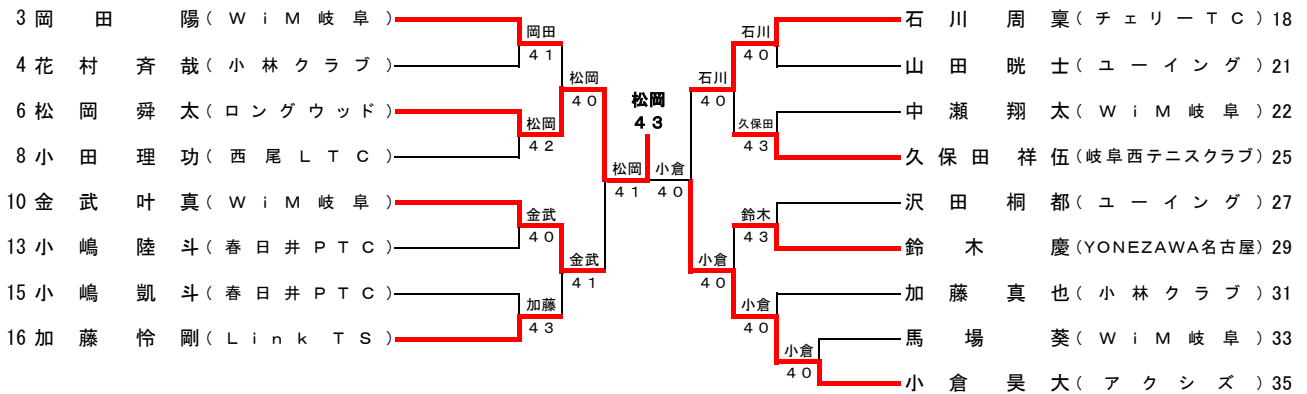 3 岡田 陽 (WiM岐阜)
4 花村 斉哉 (小林クラブ)
6 松岡 舜太 (ロングウッド)
8 小田 理功 (西尾LTC)
10 金武 叶真 (WiM岐阜)
13 小嶋 陸斗 (春日井PTC)
15 小嶋 凱斗 (春日井PTC)
16 加藤 怜剛 (Link TS)
岡田
41
松岡
42
金武
40
加藤
43
松岡
40
金武
41
松岡
41
松岡
43
小倉
40
石川
40
小倉
40
石川
40
久保田
43
鈴木
43
小倉
40
小倉
40
石川 周稟 (チェリーTC) 18
山田 晄士 (ユーイング) 21
中瀬 翔太 (WiM岐阜) 22
久保田 祥伍 (岐阜西テニスクラブ) 25
沢田 桐都 (ユーイング) 27
鈴木 慶 (YONEZAWA名古屋) 29
加藤 真也 (小林クラブ) 31
馬場 葵 (WiM岐阜) 33
小倉 昊大 (アクシズ) 35